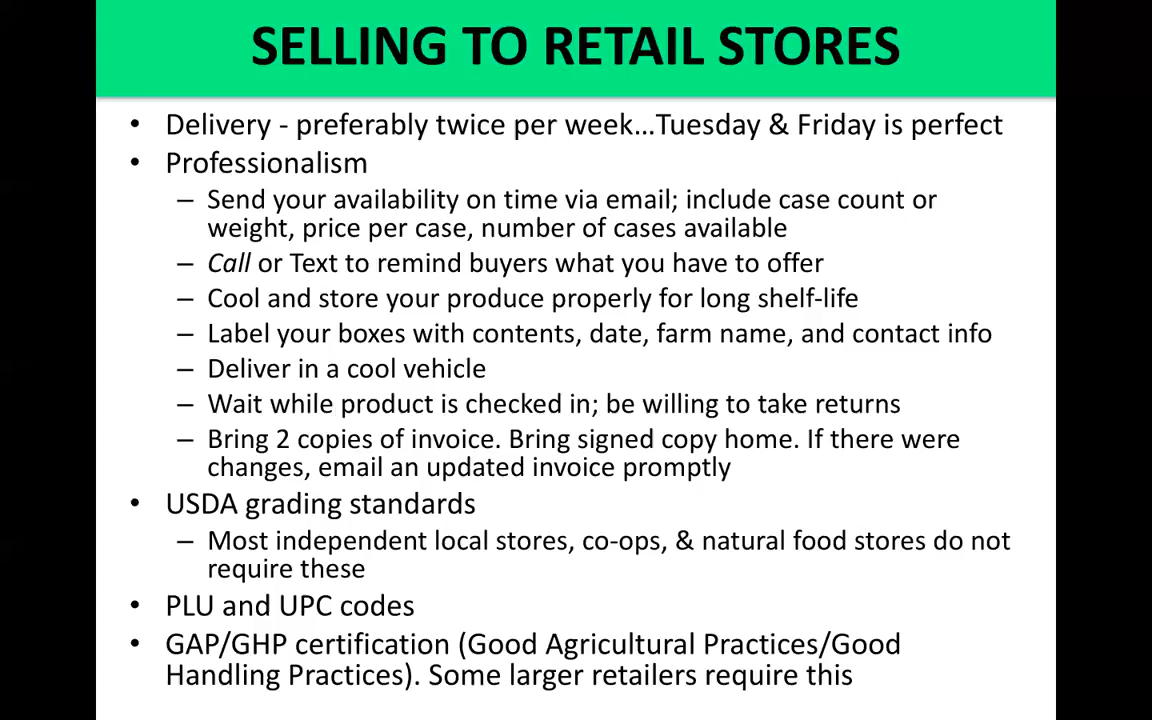 SELLING TO RETAIL STORES
• Delivery - preferably twice per week...Tuesday & Friday is perfect
• Professionalism
– Send your availability on time via email; include case count or
weight, price per case, number of cases available
– Call or Text to remind buyers what you have to offer
– Cool and store your produce properly for long shelf-life
– Label your boxes with contents, date, farm name, and contact info
– Deliver in a cool vehicle
– Wait while product is checked in; be willing to take returns
– Bring 2 copies of invoice. Bring signed copy home. If there were
changes, email an updated invoice promptly
• USDA grading standards
– Most independent local stores, co-ops, & natural food stores do not
require these
• PLU and UPC codes
• GAP/GHP certification (Good Agricultural Practices/Good
Handling Practices). Some larger retailers require this